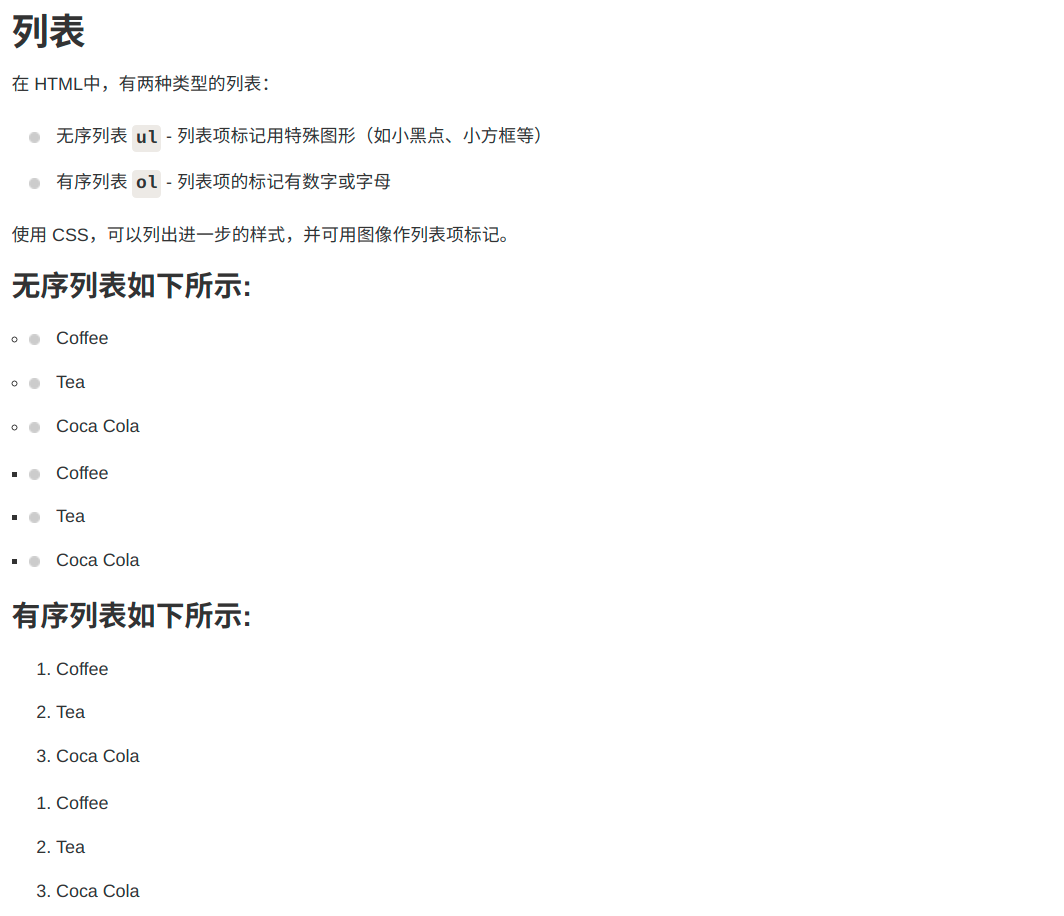 列表
在 HTML中，有两种类型的列表：
无序列表 ul - 列表项标记用特殊图形（如小黑点、小方框等）
有序列表 ol - 列表项的标记有数字或字母
使用 CSS，可以列出进一步的样式，并可用图像作列表项标记。
无序列表如下所示:
Coffee
Tea
Coca Cola
Coffee
Tea
Coca Cola
有序列表如下所示:
1. Coffee
2. Tea
3. Coca Cola
1. Coffee
2. Tea
3. Coca Cola